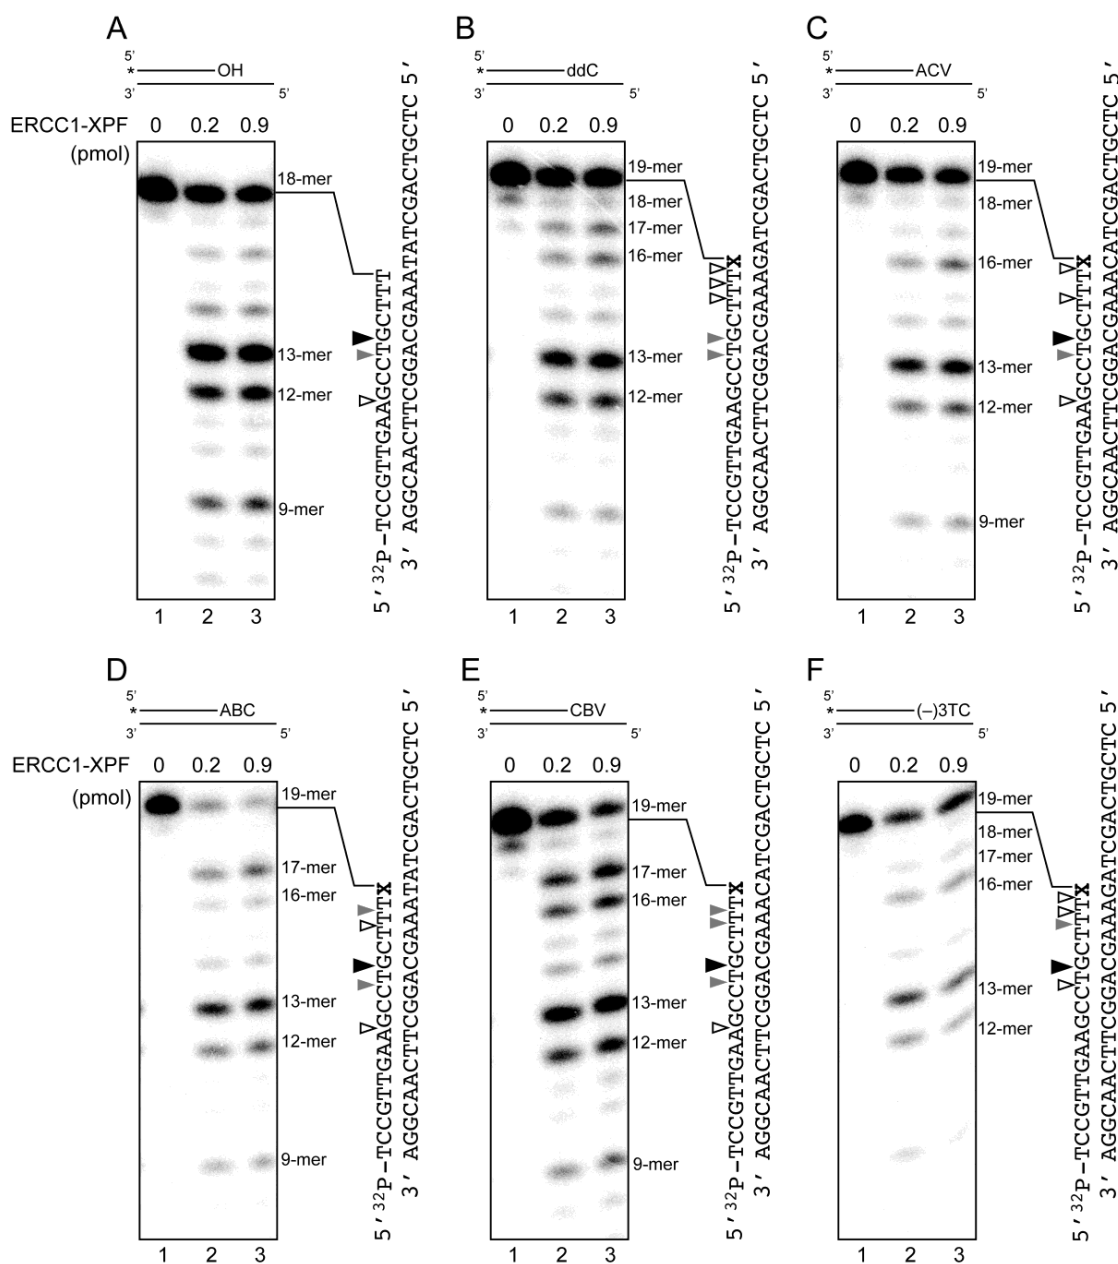 A
5'
* OH
3' 5'
ERCC1-XPF 0 0.2 0.9
(pmol)
18-mer
13-mer
12-mer
9-mer
1 2 3
5' 32P-TCCGTTGAAGCCTGCTTT
3' AGGCAACTTCGGACGAAATATCGACTGCTC 5'
B
5'
* ddC
3' 5'
0 0.2 0.9
19-mer
18-mer
17-mer
16-mer
13-mer
12-mer
1 2 3
5' 32P-TCCGTTGAAGCCTGCTTTX
3' AGGCAACTTCGGACGAAAGATCGACTGCTC 5'
C
5'
* ACV
3' 5'
0 0.2 0.9
19-mer
18-mer
16-mer
13-mer
12-mer
9-mer
1 2 3
5' 32P-TCCGTTGAAGCCTGCTTTX
3' AGGCAACTTCGGACGAAACATCGACTGCTC 5'
D
5'
* ABC
3' 5'
ERCC1-XPF 0 0.2 0.9
(pmol)
19-mer
17-mer
16-mer
13-mer
12-mer
9-mer
1 2 3
5' 32P-TCCGTTGAAGCCTGCTTTX
3' AGGCAACTTCGGACGAAATATCGACTGCTC 5'
E
5'
* CBV
3' 5'
0 0.2 0.9
19-mer
17-mer
16-mer
13-mer
12-mer
9-mer
1 2 3
5' 32P-TCCGTTGAAGCCTGCTTTX
3' AGGCAACTTCGGACGAAACATCGACTGCTC 5'
F
5'
* (–)3TC
3' 5'
0 0.2 0.9
19-mer
18-mer
17-mer
16-mer
13-mer
12-mer
1 2 3
5' 32P-TCCGTTGAAGCCTGCTTTX
3' AGGCAACTTCGGACGAAAGATCGACTGCTC 5'